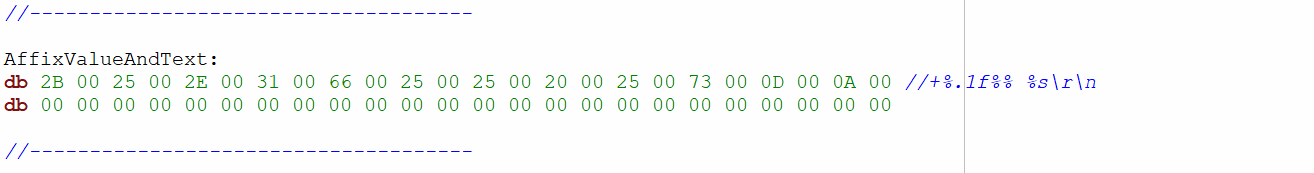 //-------------------------------------
AffixValueAndText:
db 2B 00 25 00 2E 00 31 00 66 00 25 00 25 00 20 00 25 00 73 00 0D 00 0A 00 //+%.1f%% %s\r\n
db 00 00 00 00 00 00 00 00 00 00 00 00 00 00 00 00 00 00 00 00 00 00 00 00
//-------------------------------------